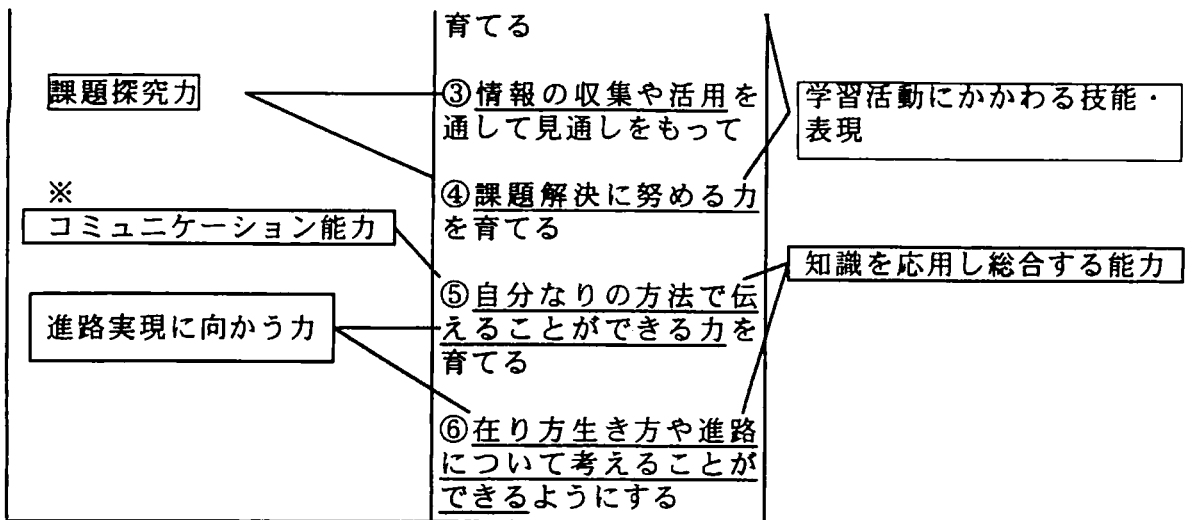 課題探究力
※
コミュニケーション能力
進路実現に向かう力
育てる
③情報の収集や活用を
通して見通しをもって
④課題解決に努める力
を育てる
⑤自分なりの方法で伝
えることができる力を
育てる
⑥在り方生き方や進路
について考えることが
できるようにする
学習活動にかかわる技能・
表現
知識を応用し総合する能力